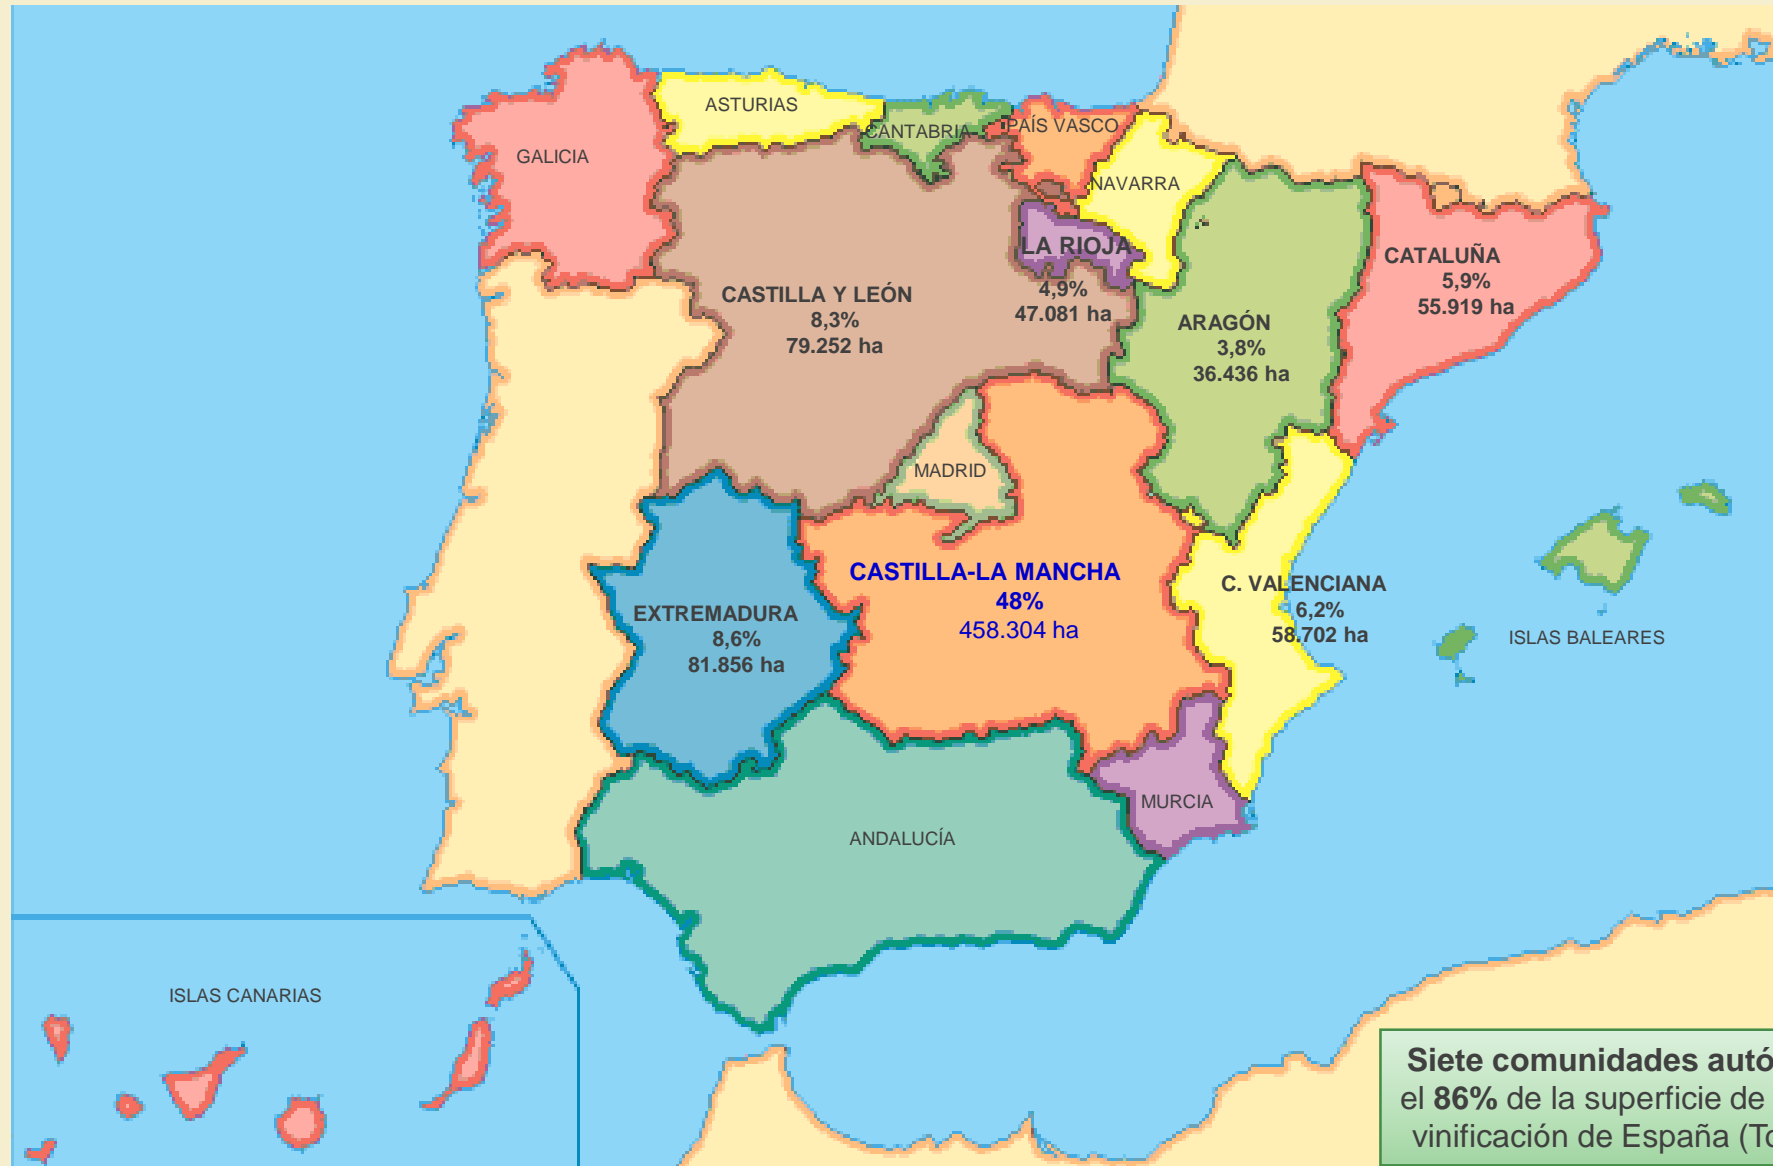 ASTURIAS
CANTABRIA
PAÍS VASCO
GALICIA
NAVARRA
LA RIOJA
4,9%
47.081 ha
CATALUÑA
5,9%
55.919 ha
CASTILLA Y LEÓN
8,3%
79.252 ha
ARAGÓN
3,8%
36.436 ha
MADRID
CASTILLA-LA MANCHA
48%
458.304 ha
C. VALENCIANA
6,2%
58.702 ha
EXTREMADURA
8,6%
81.856 ha
ISLAS BALEARES
MURCIA
ANDALUCÍA
ISLAS CANARIAS
Siete comunidades autó
el 86% de la superficie de
vinificación de España (To